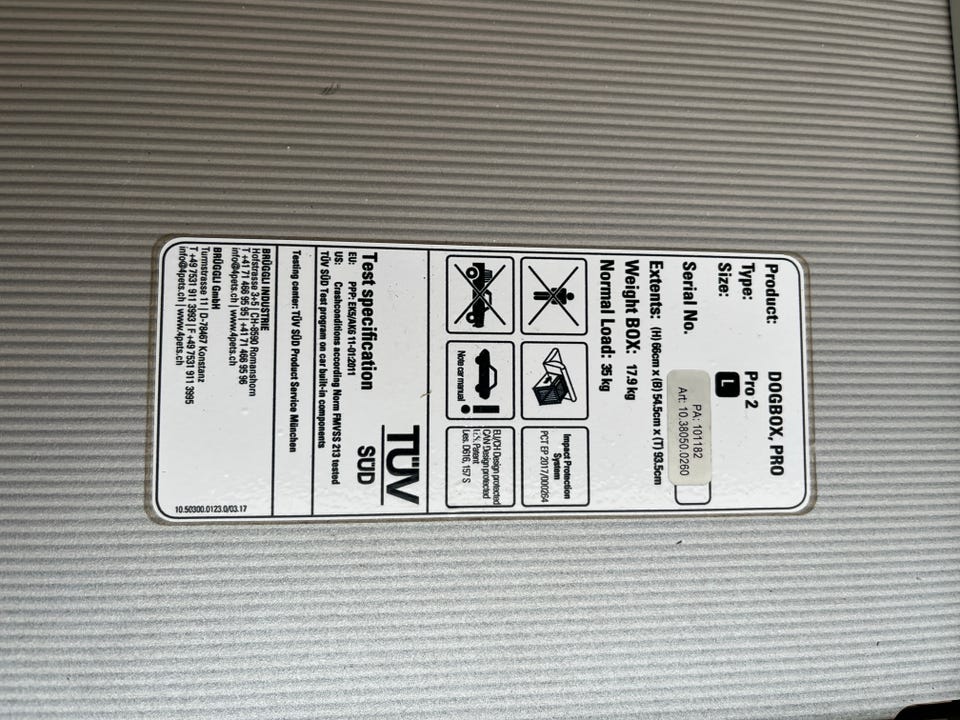 Product: DOGBOX, PRO
Type: Pro 2
Size: L
PA: 101182
Serial No. Art: 10.38050.0260
Extents: (H) 66cm x (B) 54.5cm x (T) 93.5cm
Weight BOX: 17.9 kg
Normal Load: 35 kg
Impact Protection
System
PCT EP 2017/000264
Note car manual
EU/CH Design protected
CAN Design protected
U.S. Patent
Les. D616, 157 S
Test specification
EU: PPP: EK5/AK6 11-01:2011
US: Crashconditions according Norm FMVSS 213 tested
TÜV SÜD Test program on car built-in components
TÜV
SÜD
Testing center: TÜV SÜD Product Service München
BRÜGGLI INDUSTRIE
Hofstrasse 3+5 | CH-8590 Romanshorn
T +41 71 466 95 95 | +41 71 466 95 96
info@4pets.ch | www.4pets.ch
BRÜGGLI GmbH
Turmstrasse 11 | D-78467 Konstanz
T +49 7531 911 3993 | F +49 7531 911 3995
info@4pets.ch | www.4pets.ch
10.50300.0123.0/03.17